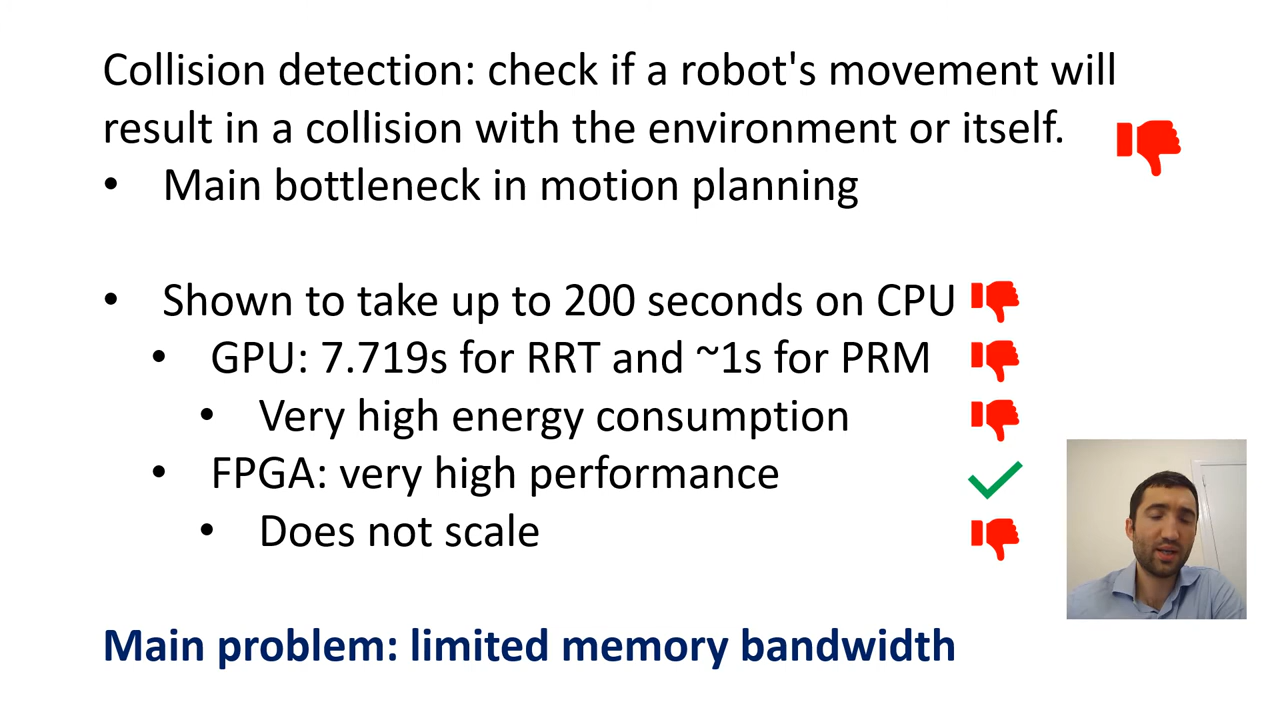 Collision detection: check if a robot's movement will
result in a collision with the environment or itself.
• Main bottleneck in motion planning
• Shown to take up to 200 seconds on CPU
• GPU: 7.719s for RRT and ~1s for PRM
• Very high energy consumption
• FPGA: very high performance
• Does not scale
Main problem: limited memory bandwidth